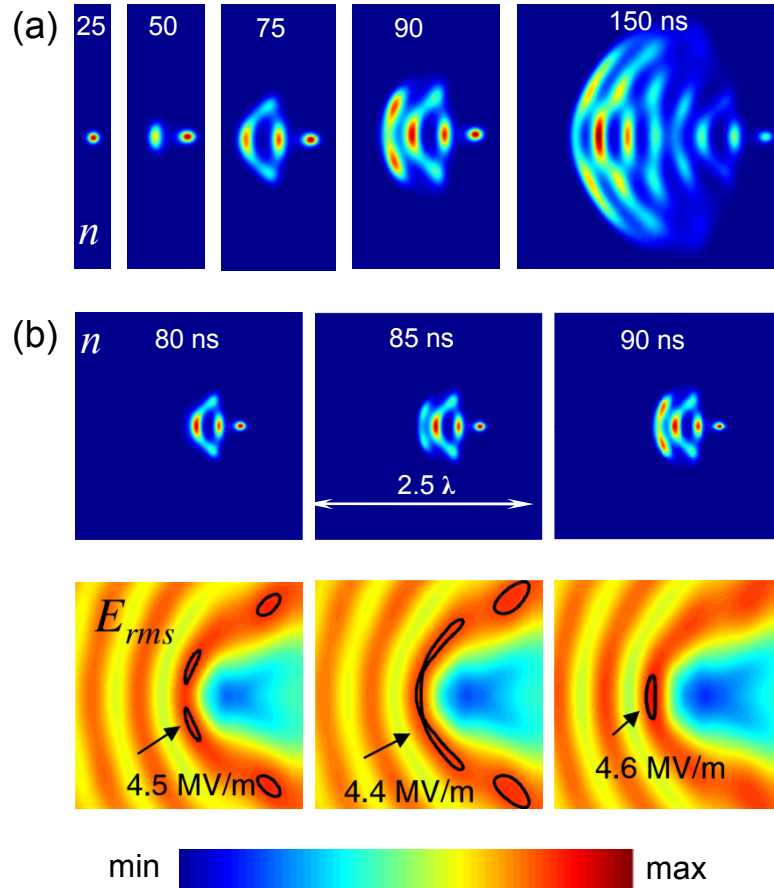 (a)
25 50 75 90 150 ns
n
(b)
n 80 ns 85 ns 90 ns
2.5 λ
E_rms
4.5 MV/m 4.4 MV/m 4.6 MV/m
min max